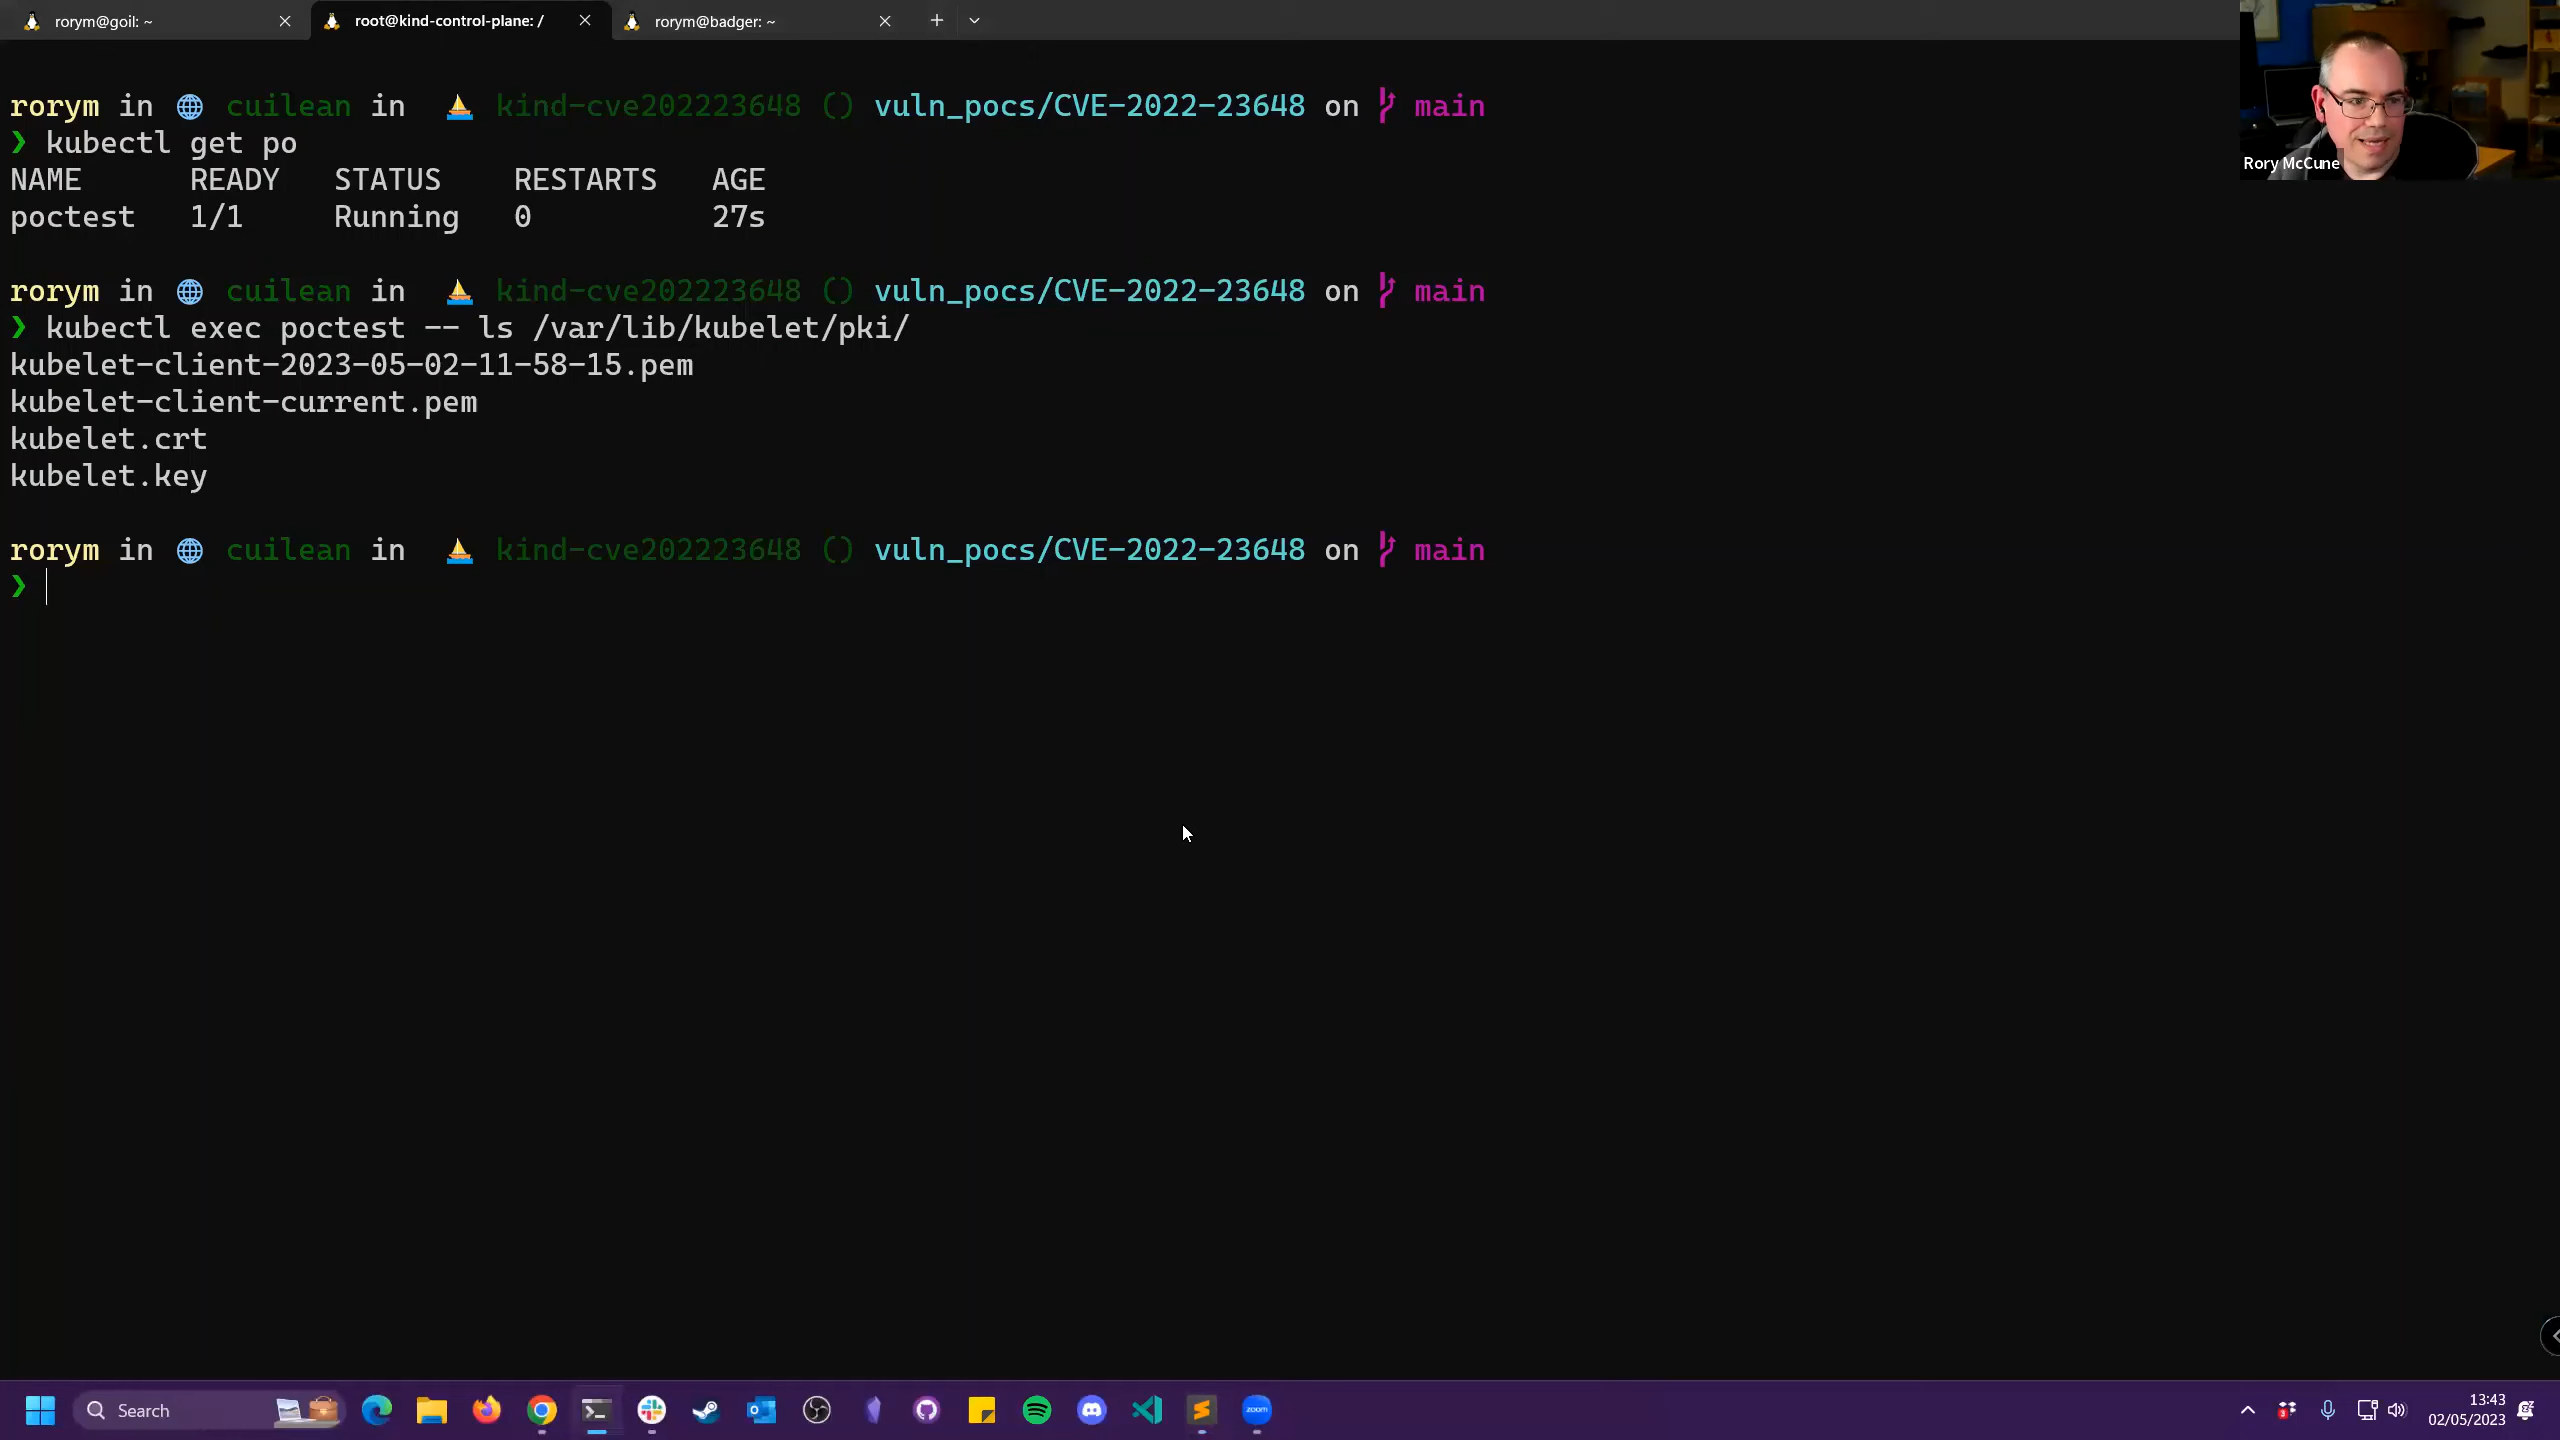 rorym@goil: ~
root@kind-control-plane: /
rorym@badger: ~
Rory McCune
rorym in cuilean in kind-cve202223648 () vuln_pocs/CVE-2022-23648 on main
❯ kubectl get po
NAME READY STATUS RESTARTS AGE
poctest 1/1 Running 0 27s
rorym in cuilean in kind-cve202223648 () vuln_pocs/CVE-2022-23648 on main
❯ kubectl exec poctest -- ls /var/lib/kubelet/pki/
kubelet-client-2023-05-02-11-58-15.pem
kubelet-client-current.pem
kubelet.crt
kubelet.key
rorym in cuilean in kind-cve202223648 () vuln_pocs/CVE-2022-23648 on main
❯
Search
zoom
13:43
02/05/2023